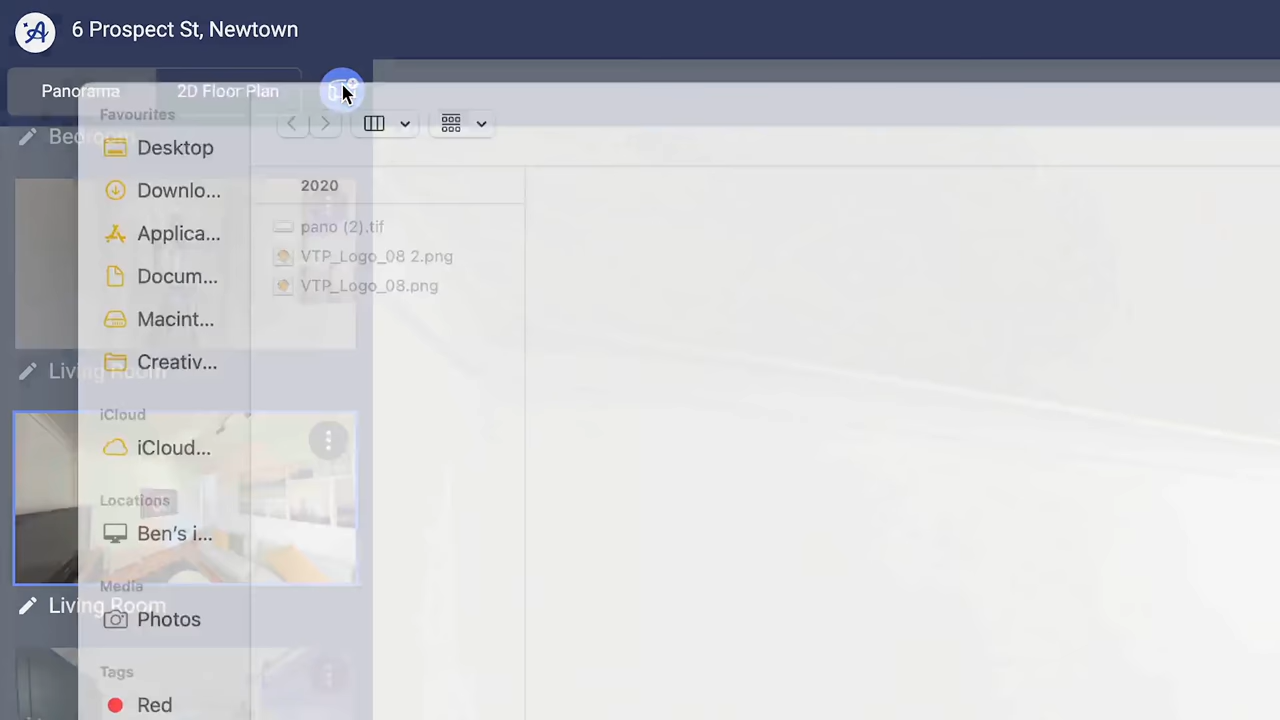 6 Prospect St, Newtown
Panorama
2D Floor Plan
Favourites
Bedroom
Desktop
Downlo...
2020
pano (2).tif
Applica...
VTP_Logo_08 2.png
Docum...
VTP_Logo_08.png
Macint...
Creativ...
Living Room
iCloud
iCloud...
Locations
Ben's i...
Media
Living Room
Photos
Tags
Red